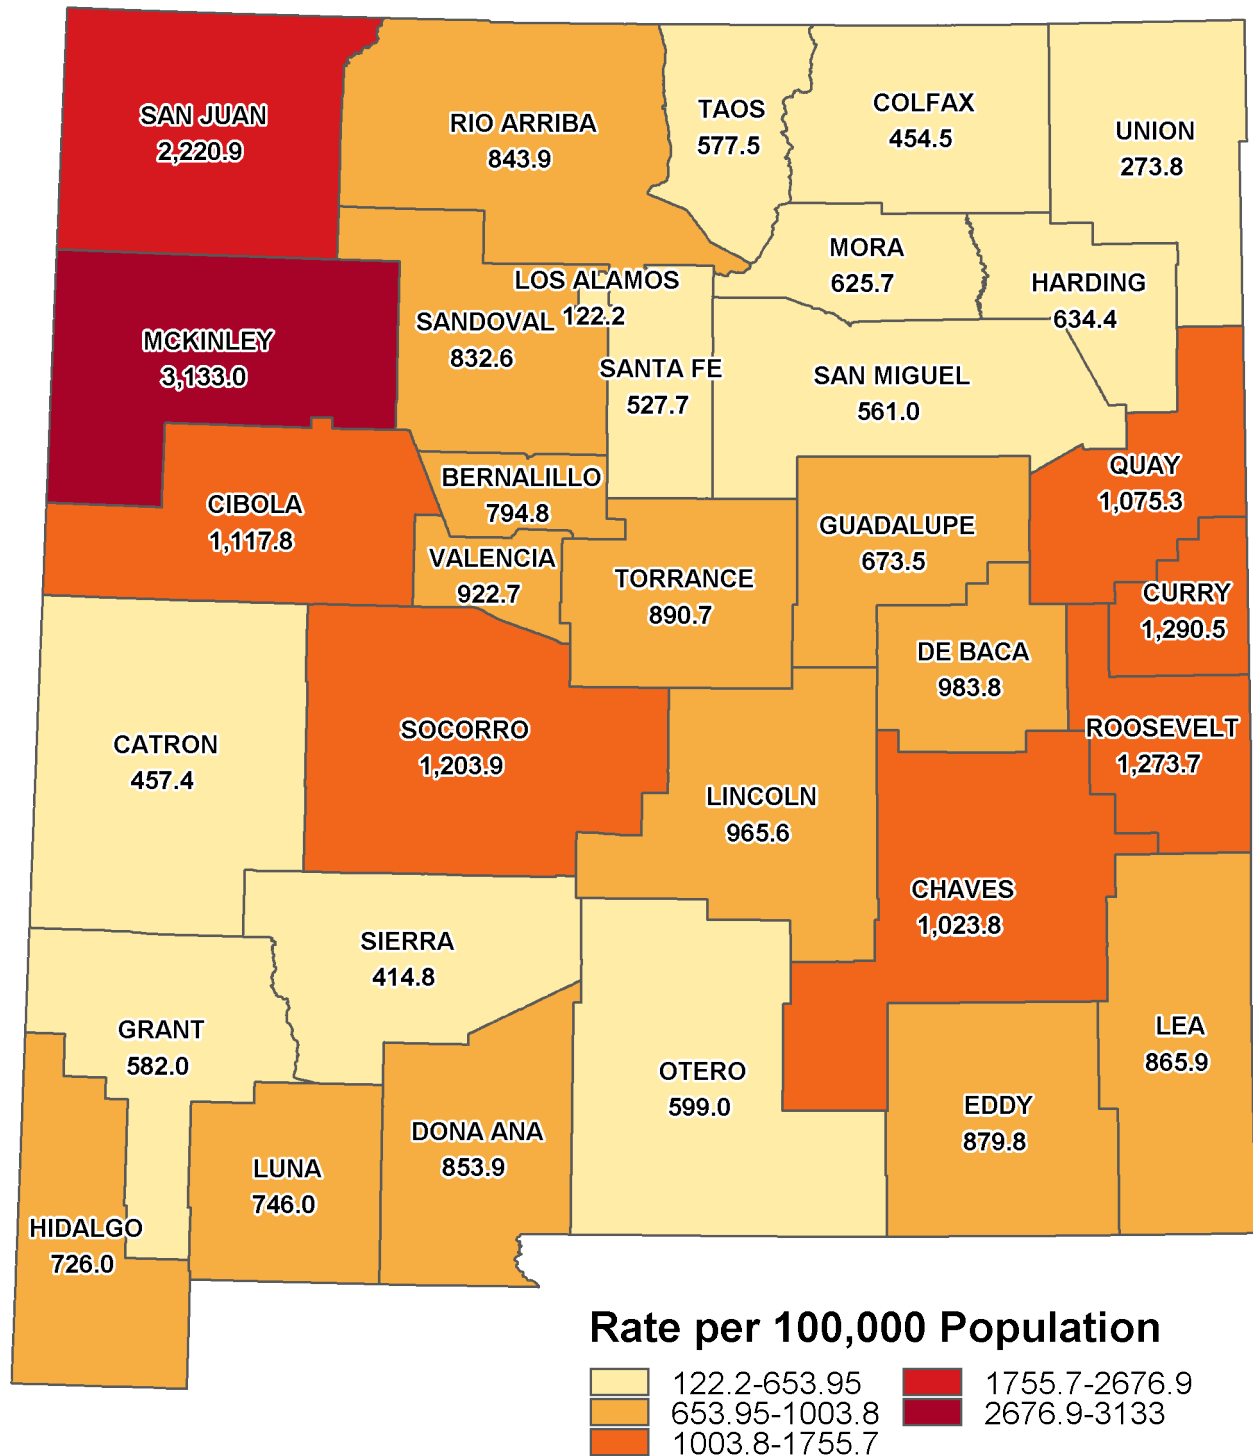 SAN JUAN
2,220.9
RIO ARRIBA
843.9
TAOS
577.5
COLFAX
454.5
UNION
273.8
MORA
625.7
HARDING
634.4
LOS ALAMOS
122.2
SANDOVAL
832.6
MCKINLEY
3,133.0
SANTA FE
527.7
SAN MIGUEL
561.0
QUAY
1,075.3
CIBOLA
1,117.8
BERNALILLO
794.8
GUADALUPE
673.5
VALENCIA
922.7
TORRANCE
890.7
CURRY
1,290.5
DE BACA
983.8
CATRON
457.4
SOCORRO
1,203.9
ROOSEVELT
1,273.7
LINCOLN
965.6
CHAVES
1,023.8
SIERRA
414.8
GRANT
582.0
OTERO
599.0
LEA
865.9
EDDY
879.8
DONA ANA
853.9
LUNA
746.0
HIDALGO
726.0
Rate per 100,000 Population
122.2-653.95
653.95-1003.8
1003.8-1755.7
1755.7-2676.9
2676.9-3133